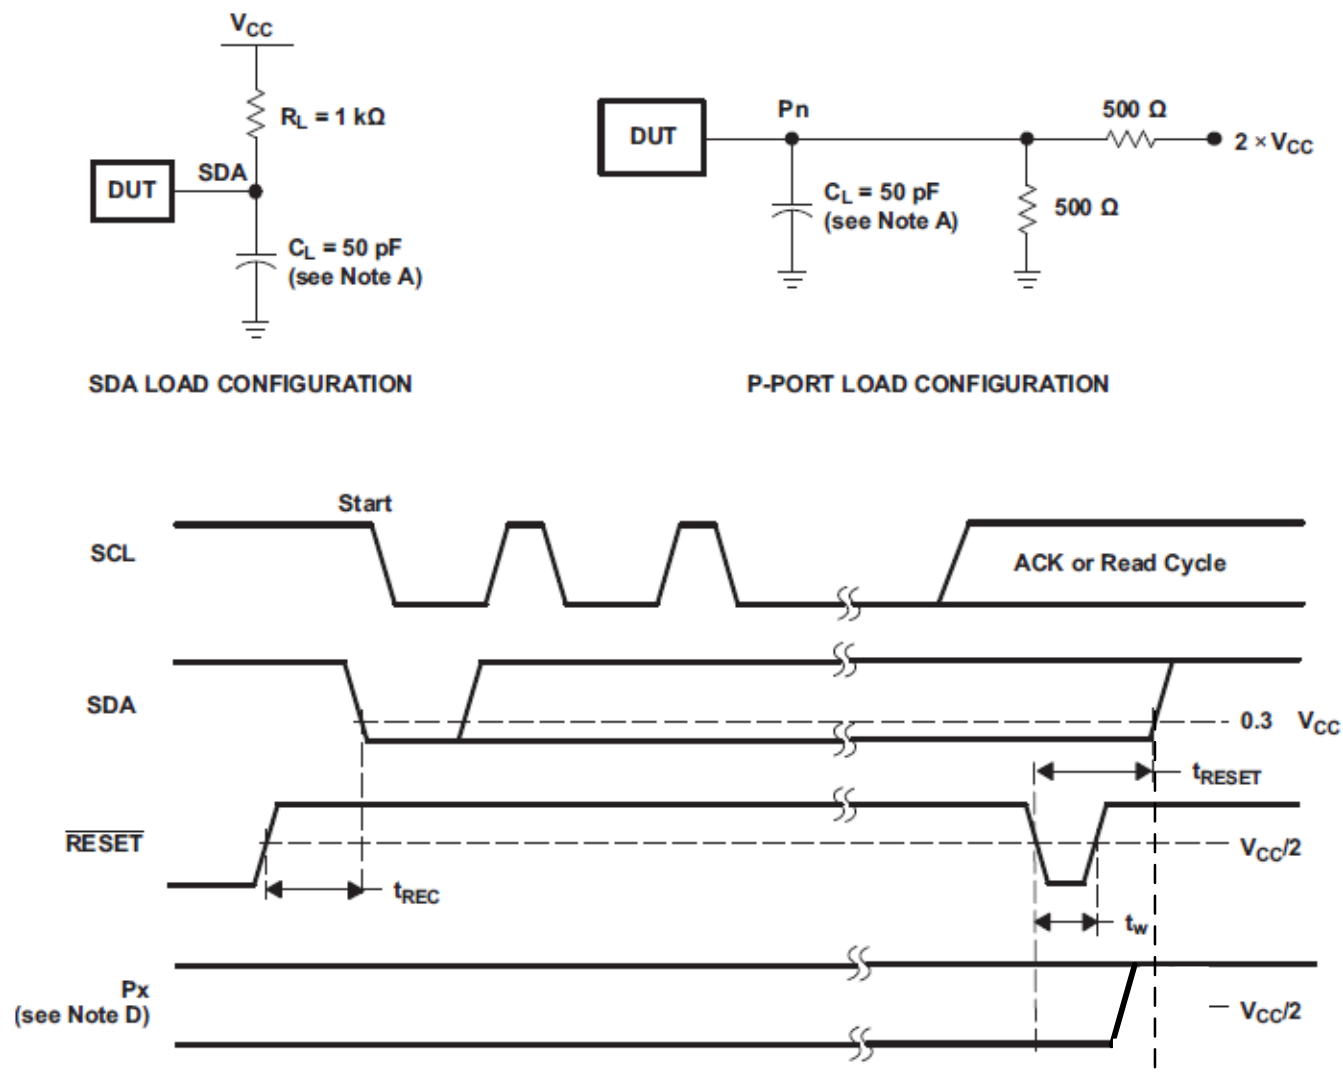 VCC
RL = 1 kΩ
DUT
SDA
CL = 50 pF
(see Note A)
SDA LOAD CONFIGURATION
DUT
Pn
500 Ω
2 × VCC
CL = 50 pF
(see Note A)
500 Ω
P-PORT LOAD CONFIGURATION
Start
SCL
ACK or Read Cycle
SDA
0.3 VCC
tRESET
RESET
VCC/2
tREC
tw
Px
(see Note D)
VCC/2